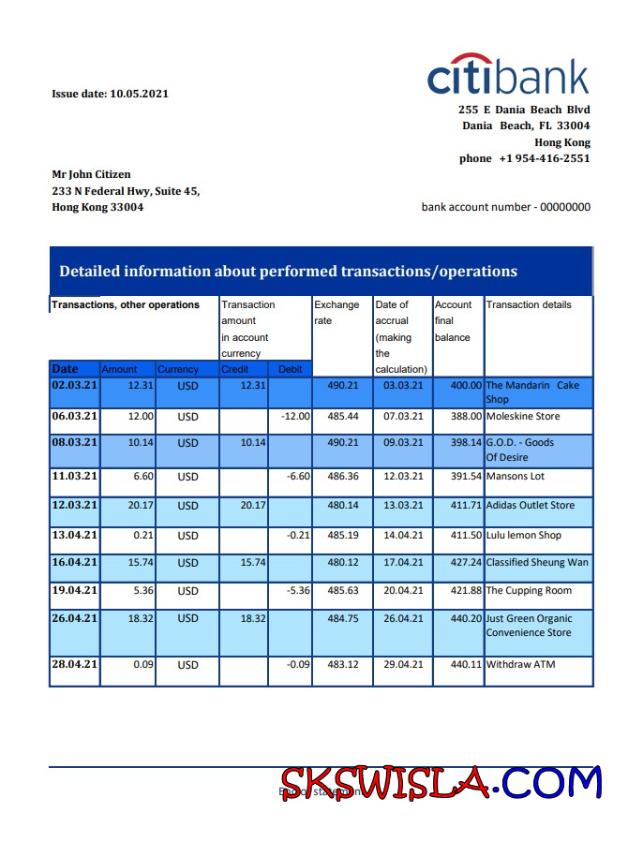 citibank
Issue date: 10.05.2021
255 E Dania Beach Blvd
Dania Beach, FL 33004
Hong Kong
phone +1 954-416-2551
Mr John Citizen
233 N Federal Hwy, Suite 45,
Hong Kong 33004
bank account number - 00000000
Detailed information about performed transactions/operations
Transactions, other operations Transaction amount in account currency Exchange rate Date of accrual (making the calculation) Account final balance Transaction details
Date Amount Currency Credit Debit
02.03.21 12.31 USD 12.31 490.21 03.03.21 400.00 The Mandarin Cake
Shop
06.03.21 12.00 USD -12.00 485.44 07.03.21 388.00 Moleskine Store
08.03.21 10.14 USD 10.14 490.21 09.03.21 398.14 G.O.D. - Goods
Of Desire
11.03.21 6.60 USD -6.60 486.36 12.03.21 391.54 Mansons Lot
12.03.21 20.17 USD 20.17 480.14 13.03.21 411.71 Adidas Outlet Store
13.04.21 0.21 USD -0.21 485.19 14.04.21 411.50 Lulu lemon Shop
16.04.21 15.74 USD 15.74 480.12 17.04.21 427.24 Classified Sheung Wan
19.04.21 5.36 USD -5.36 485.63 20.04.21 421.88 The Cupping Room
26.04.21 18.32 USD 18.32 484.75 26.04.21 440.20 Just Green Organic
Convenience Store
28.04.21 0.09 USD -0.09 483.12 29.04.21 440.11 Withdraw ATM
SKSWISLA.COM